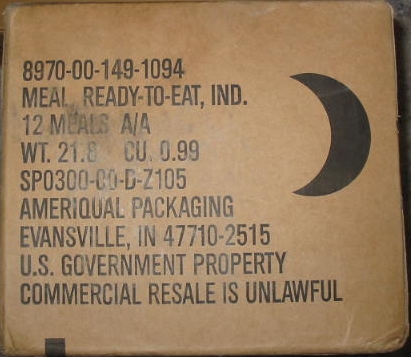 8970-00-149-1094
MEAL, READY-TO-EAT, IND.
12 MEALS A/A
WT. 21.8 CU. 0.99
SP0300-00-D-Z105
AMERIQUAL PACKAGING
EVANSVILLE, IN 47710-2515
U.S. GOVERNMENT PROPERTY
COMMERCIAL RESALE IS UNLAWFUL